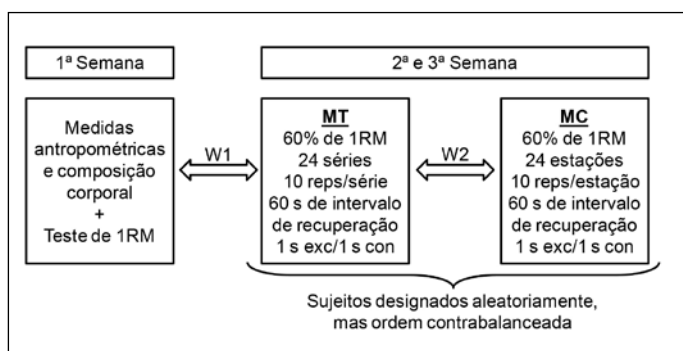 1ª Semana
2ª e 3ª Semana
Medidas
antropométricas
e composição
corporal
+
Teste de 1RM
W1
MT
60% de 1RM
24 séries
10 reps/série
60 s de intervalo
de recuperação
1 s exc/1 s con
W2
MC
60% de 1RM
24 estações
10 reps/estação
60 s de intervalo
de recuperação
1 s exc/1 s con
Sujeitos designados aleatoriamente,
mas ordem contrabalanceada